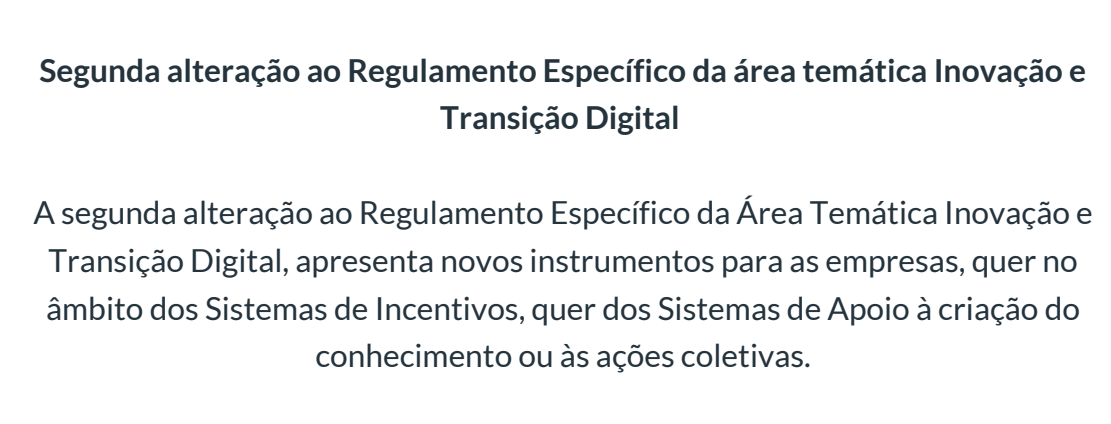 Segunda alteração ao Regulamento Específico da área temática Inovação e
Transição Digital
A segunda alteração ao Regulamento Específico da Área Temática Inovação e
Transição Digital, apresenta novos instrumentos para as empresas, quer no
âmbito dos Sistemas de Incentivos, quer dos Sistemas de Apoio à criação do
conhecimento ou às ações coletivas.